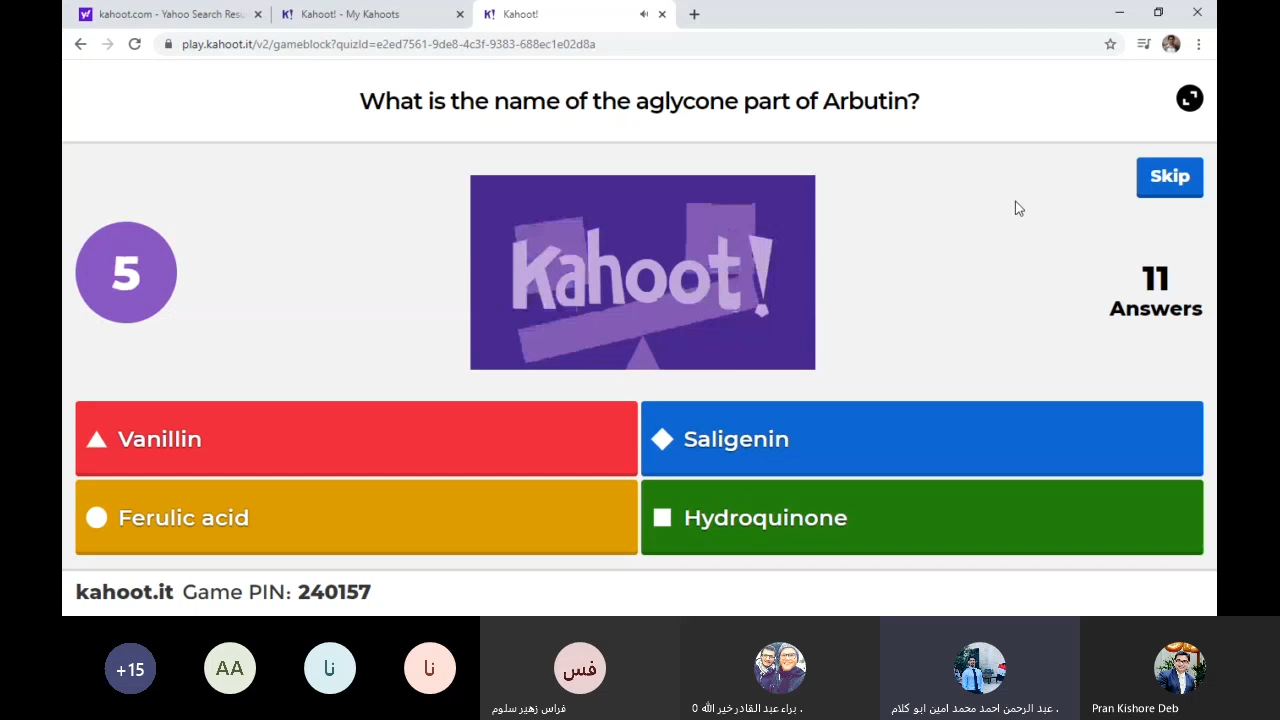 kahoot.com - Yahoo Search Resu
Kahoot! - My Kahoots
Kahoot!
play.kahoot.it/v2/gameblock?quizId=e2ed7561-9de8-4c3f-9383-688ec1e02d8a
What is the name of the aglycone part of Arbutin?
Skip
5
Kahoot!
11
Answers
Vanillin
Saligenin
Ferulic acid
Hydroquinone
kahoot.it Game PIN: 240157
+15
AA
نا
نا
فس
فراس زهير سلوم
براء عبد القادر خير الله 0 .
عبد الرحمن احمد محمد امين ابو كلام .
Pran Kishore Deb